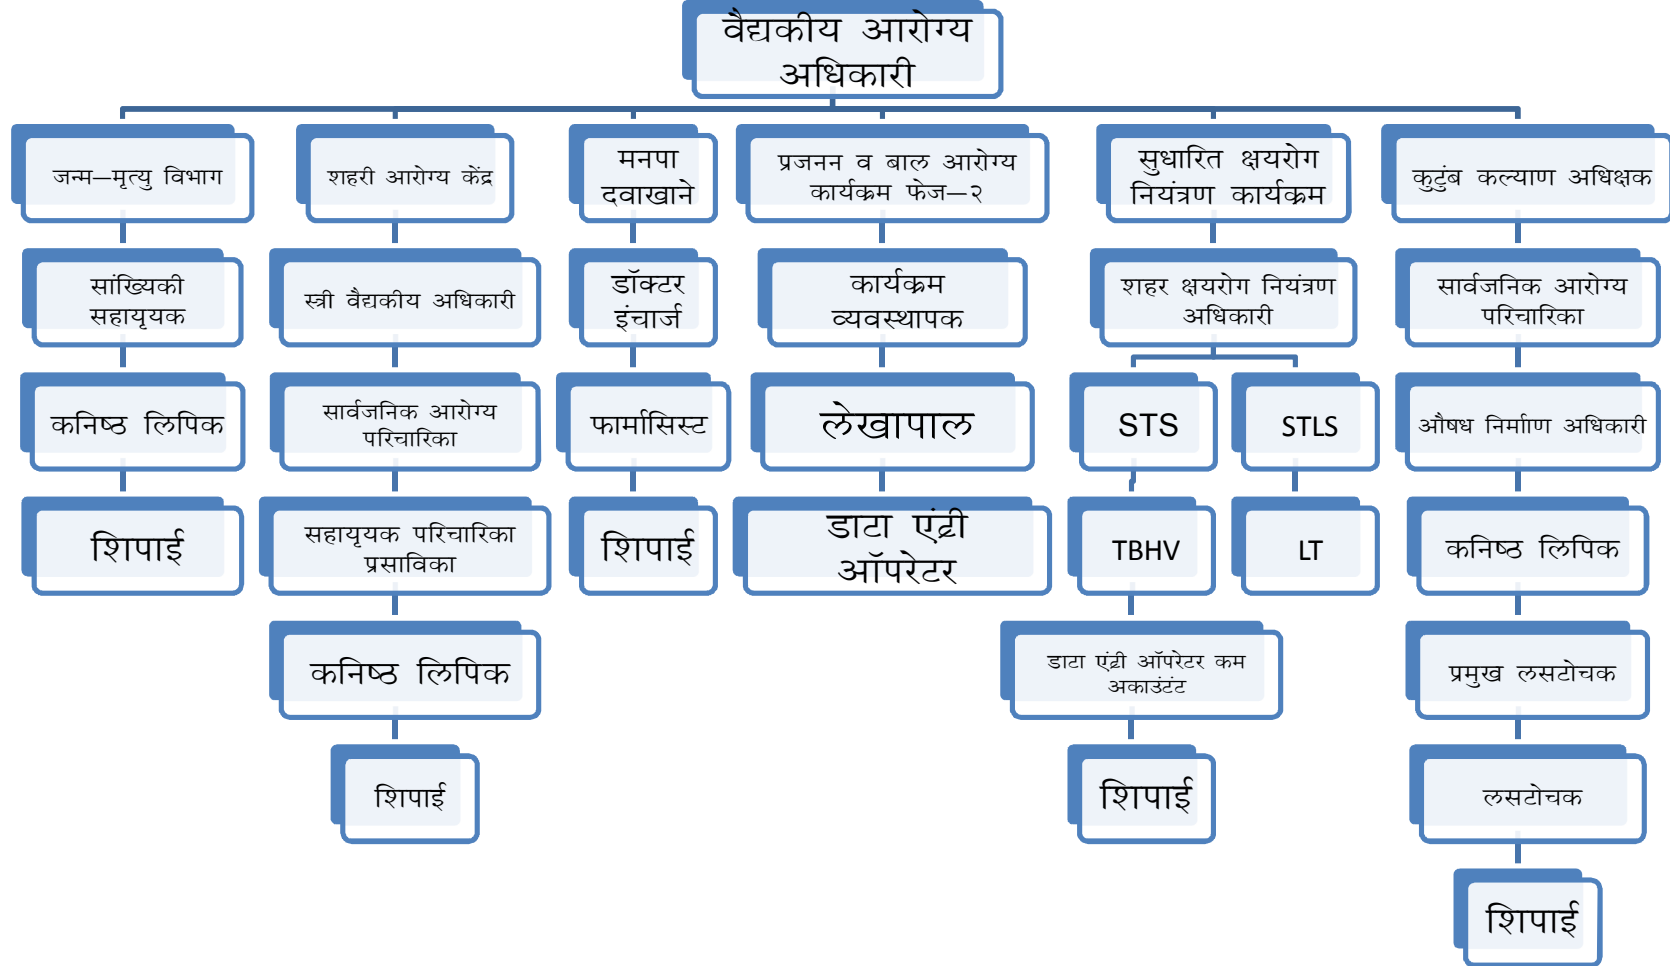 वैद्यकीय आरोग्य
अधिकारी
जन्म—मृत्यु विभाग
शहरी आरोग्य केंद्र
मनपा
दवाखाने
प्रजनन व बाल आरोग्य
कार्यक्रम फेज—२
सुधारित क्षयरोग
नियंत्रण कार्यक्रम
कुटुंब कल्याण अधिक्षक
सांख्यिकी
सहाय्यक
स्त्री वैद्यकीय अधिकारी
डॉक्टर
इंचार्ज
कार्यक्रम
व्यवस्थापक
शहर क्षयरोग नियंत्रण
अधिकारी
सार्वजनिक आरोग्य
परिचारिका
कनिष्ठ लिपिक
सार्वजनिक आरोग्य
परिचारिका
फार्मासिस्ट
लेखापाल
STS
STLS
औषध निर्मााण अधिकारी
शिपाई
सहाय्यक परिचारिका
प्रसाविका
शिपाई
डाटा एंट्री
ऑपरेटर
TBHV
LT
कनिष्ठ लिपिक
कनिष्ठ लिपिक
डाटा एंट्री ऑपरेटर कम
अकाउंटंट
प्रमुख लसटोचक
शिपाई
शिपाई
लसटोचक
शिपाई